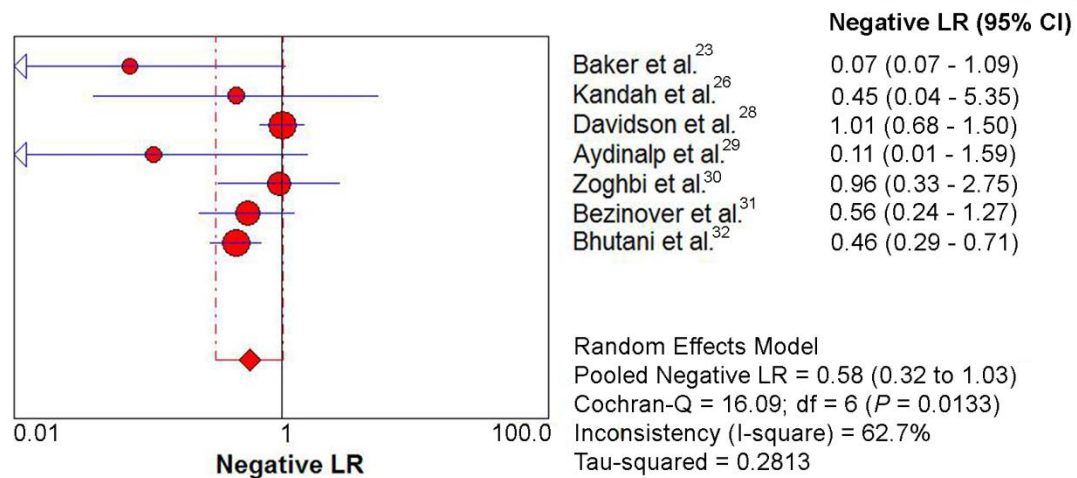 Negative LR (95% CI)
Baker et al.23 0.07 (0.07 - 1.09)
Kandah et al.26 0.45 (0.04 - 5.35)
Davidson et al.28 1.01 (0.68 - 1.50)
Aydinalp et al.29 0.11 (0.01 - 1.59)
Zoghbi et al.30 0.96 (0.33 - 2.75)
Bezinover et al.31 0.56 (0.24 - 1.27)
Bhutani et al.32 0.46 (0.29 - 0.71)
Random Effects Model
Pooled Negative LR = 0.58 (0.32 to 1.03)
Cochran-Q = 16.09; df = 6 (P = 0.0133)
Inconsistency (I-square) = 62.7%
Tau-squared = 0.2813
0.01 1 100.0
Negative LR